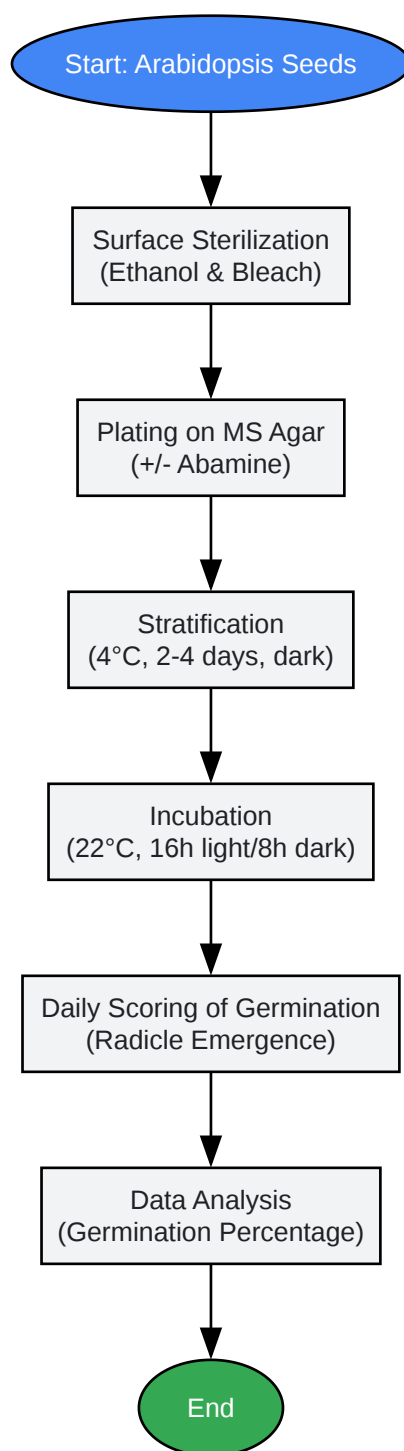 Start: Arabidopsis Seeds
Surface Sterilization
(Ethanol & Bleach)
Plating on MS Agar
(+/- Abamine)
Stratification
(4°C, 2-4 days, dark)
Incubation
(22°C, 16h light/8h dark)
Daily Scoring of Germination
(Radicle Emergence)
Data Analysis
(Germination Percentage)
End